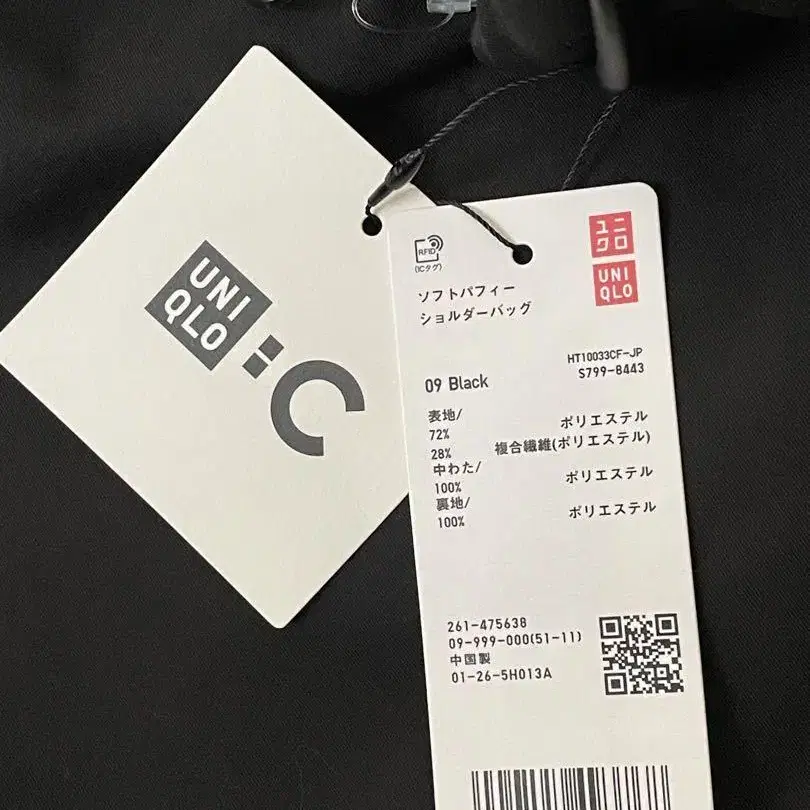 UNI
QLO
:C
RFID
(ICタグ)
ユニ
クロ
UNI
QLO
ソフトパフィー
ショルダーバッグ
HT10033CF-JP
S799-8443
09 Black
表地/
72% ポリエステル
28% 複合繊維(ポリエステル)
中わた/
100% ポリエステル
裏地/
100% ポリエステル
261-475638
09-999-000(51-11)
中国製
01-26-5H013A